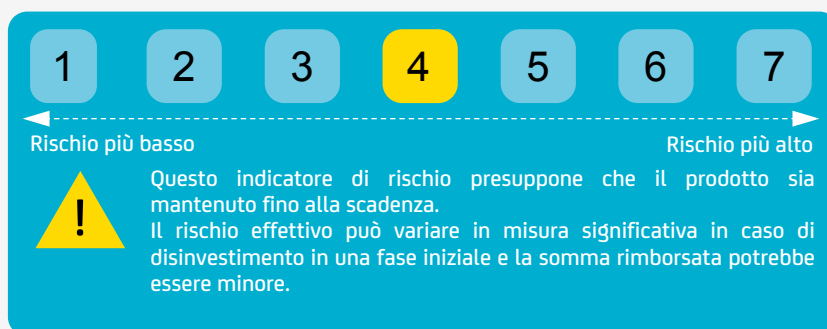 1 2 3 4 5 6 7
Rischio più basso Rischio più alto
!
Questo indicatore di rischio presuppone che il prodotto sia
mantenuto fino alla scadenza.
Il rischio effettivo può variare in misura significativa in caso di
disinvestimento in una fase iniziale e la somma rimborsata potrebbe
essere minore.